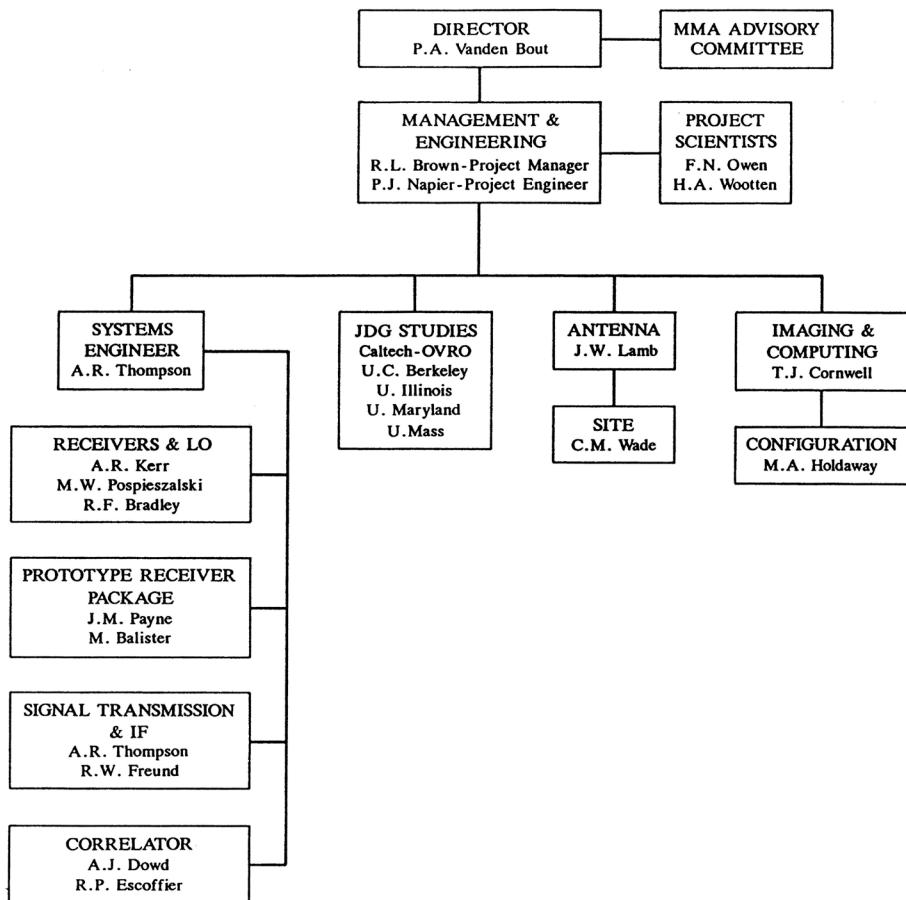 DIRECTOR
P.A. Vanden Bout
MMA ADVISORY
COMMITTEE
MANAGEMENT &
ENGINEERING
R.L. Brown-Project Manager
P.J. Napier-Project Engineer
PROJECT
SCIENTISTS
F.N. Owen
H.A. Wootten
SYSTEMS
ENGINEER
A.R. Thompson
JDG STUDIES
Caltech-OVRO
U.C. Berkeley
U. Illinois
U. Maryland
U.Mass
ANTENNA
J.W. Lamb
IMAGING &
COMPUTING
T.J. Cornwell
SITE
C.M. Wade
CONFIGURATION
M.A. Holdaway
RECEIVERS & LO
A.R. Kerr
M.W. Pospieszalski
R.F. Bradley
PROTOTYPE RECEIVER
PACKAGE
J.M. Payne
M. Balister
SIGNAL TRANSMISSION
& IF
A.R. Thompson
R.W. Freund
CORRELATOR
A.J. Dowd
R.P. Escoffier